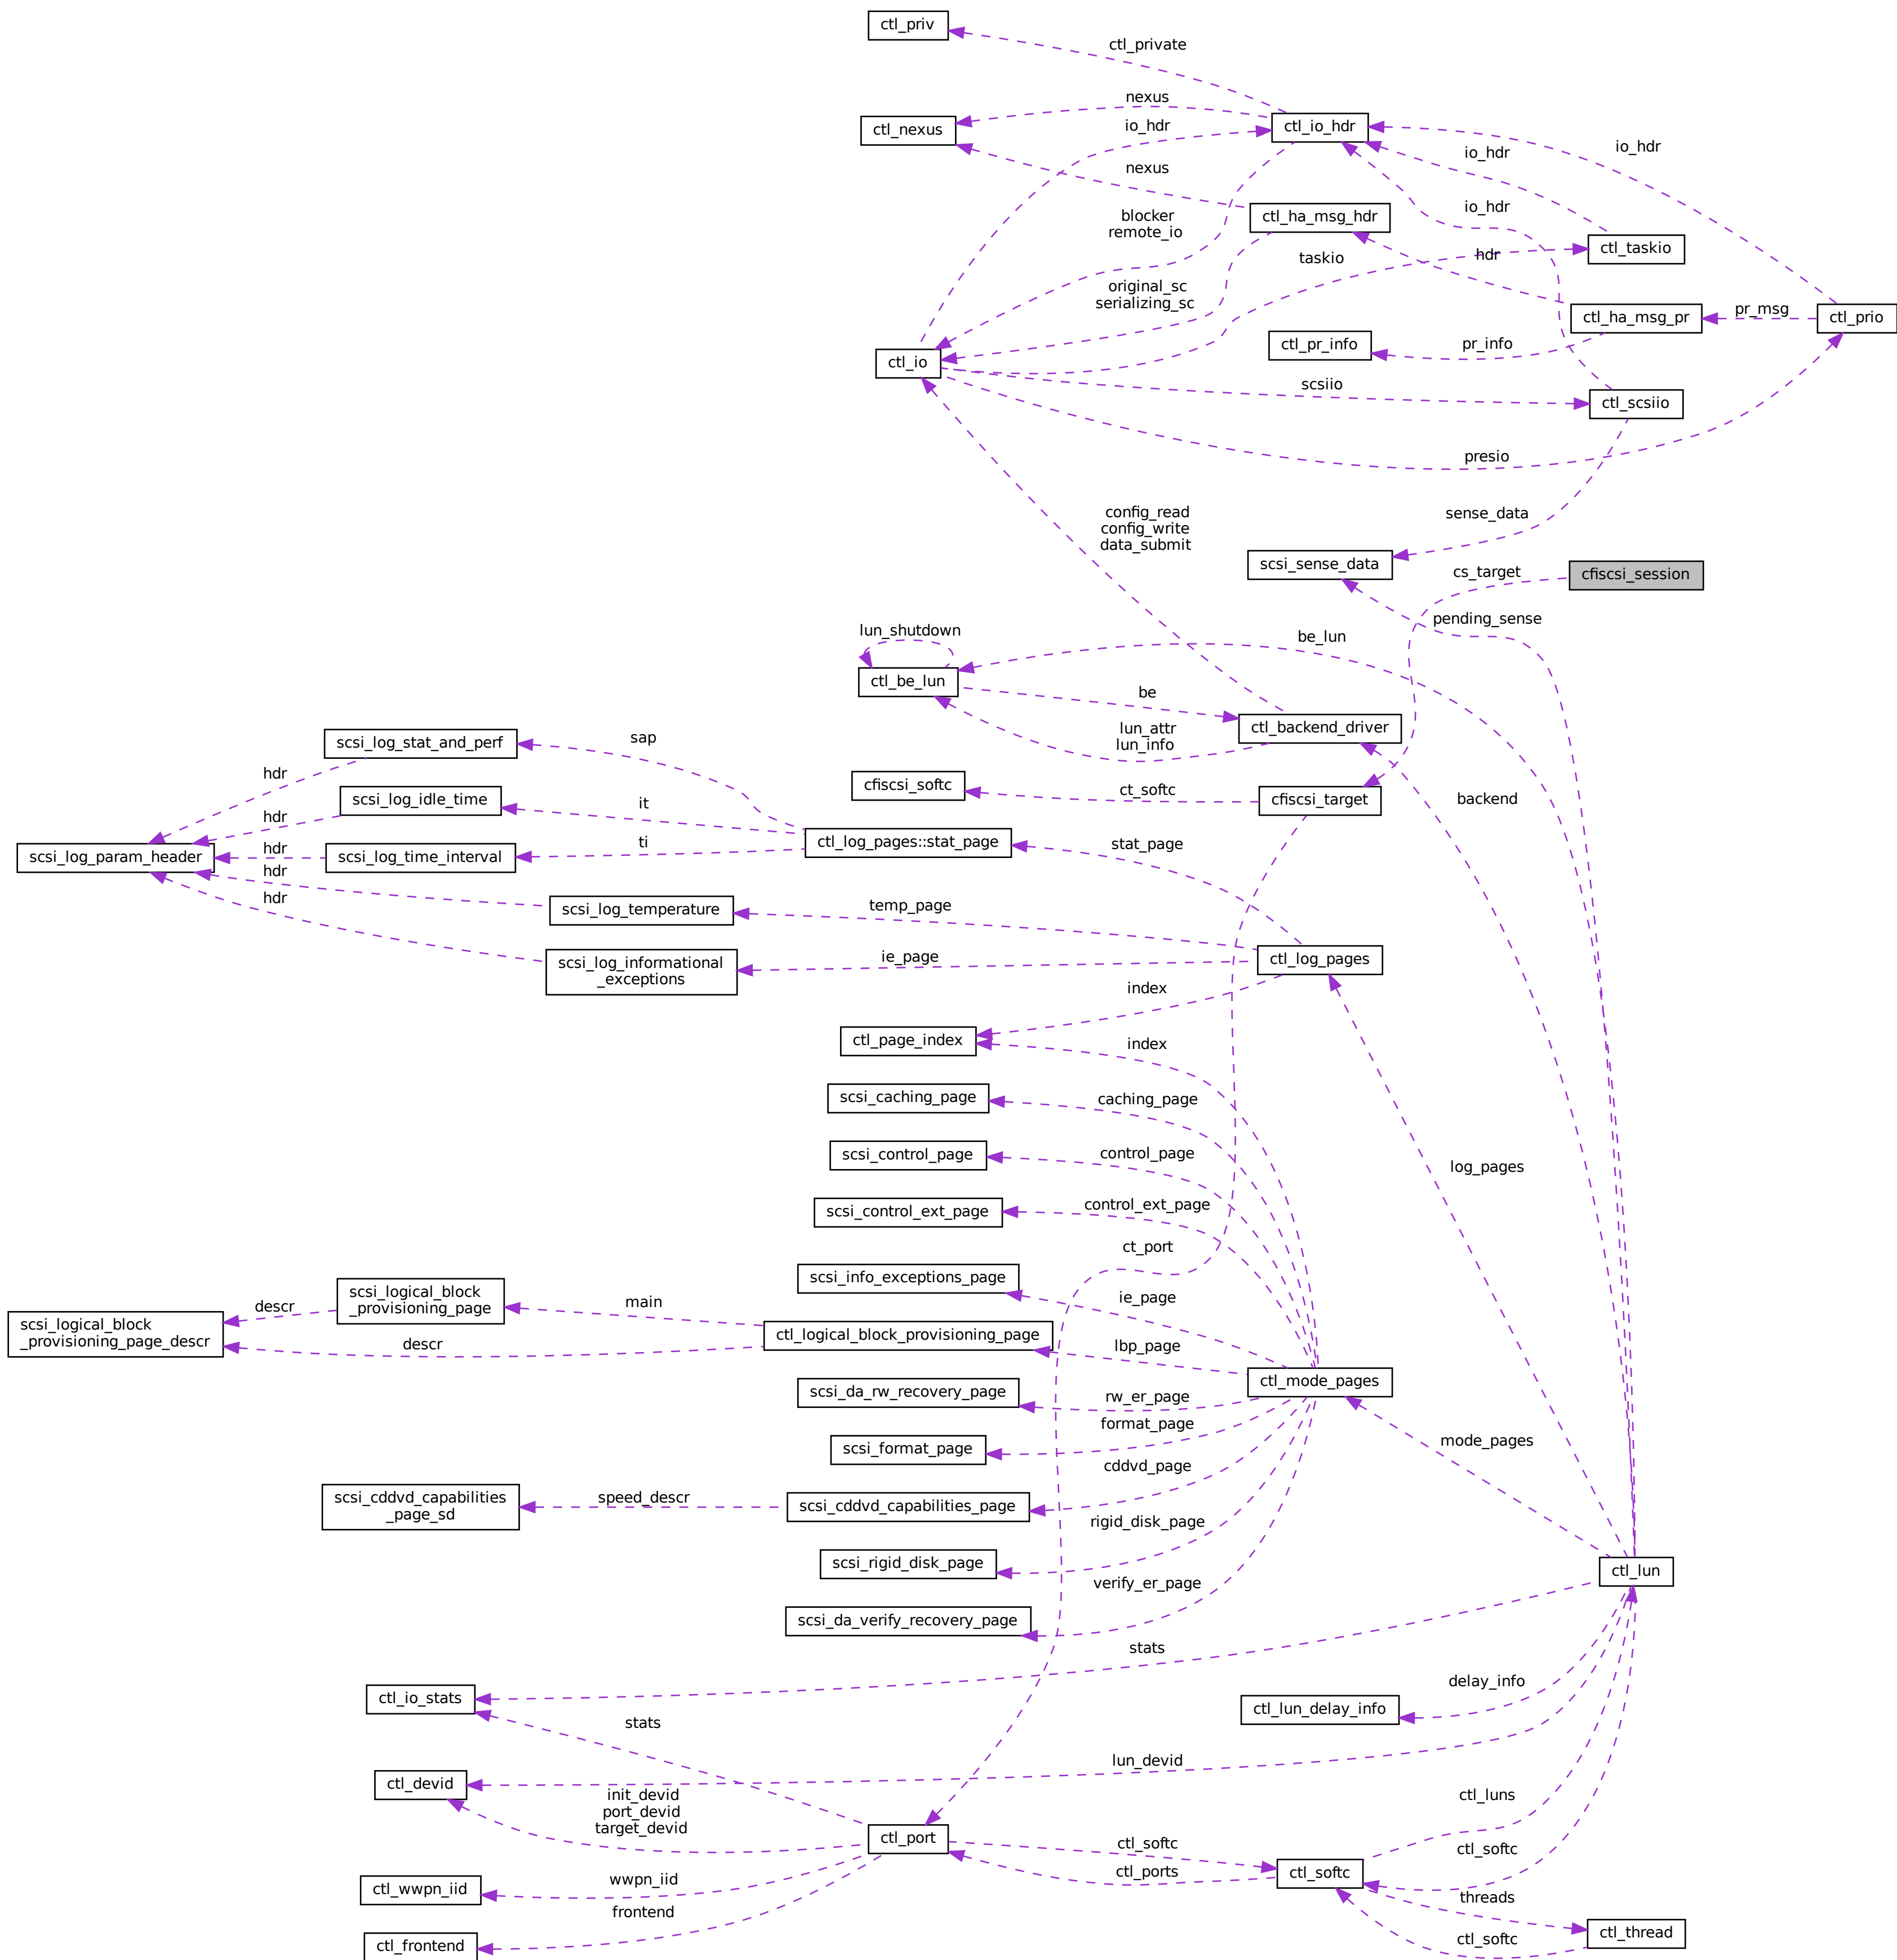 ctl_priv
ctl_private
nexus
ctl_nexus
io_hdr
ctl_io_hdr
io_hdr
io_hdr
nexus
io_hdr
blocker
remote_io
ctl_ha_msg_hdr
ctl_taskio
taskio
hdr
original_sc
serializing_sc
ctl_ha_msg_pr
pr_msg
ctl_prio
ctl_pr_info
pr_info
ctl_io
scsiio
ctl_scsiio
presio
config_read
config_write
data_submit
sense_data
scsi_sense_data
cs_target
cfiscsi_session
pending_sense
lun_shutdown
be_lun
ctl_be_lun
be
ctl_backend_driver
lun_attr
lun_info
scsi_log_stat_and_perf
sap
hdr
cfiscsi_softc
ct_softc
cfiscsi_target
backend
scsi_log_idle_time
it
hdr
scsi_log_param_header
hdr
scsi_log_time_interval
ti
ctl_log_pages::stat_page
stat_page
hdr
hdr
scsi_log_temperature
temp_page
scsi_log_informational
_exceptions
ie_page
ctl_log_pages
index
ctl_page_index
index
scsi_caching_page
caching_page
scsi_control_page
control_page
log_pages
scsi_control_ext_page
control_ext_page
ct_port
scsi_info_exceptions_page
ie_page
scsi_logical_block
_provisioning_page
descr
main
scsi_logical_block
_provisioning_page_descr
descr
ctl_logical_block_provisioning_page
lbp_page
ctl_mode_pages
scsi_da_rw_recovery_page
rw_er_page
format_page
scsi_format_page
mode_pages
cddvd_page
scsi_cddvd_capabilities
_page_sd
speed_descr
scsi_cddvd_capabilities_page
rigid_disk_page
scsi_rigid_disk_page
ctl_lun
verify_er_page
scsi_da_verify_recovery_page
stats
ctl_io_stats
delay_info
ctl_lun_delay_info
stats
lun_devid
ctl_devid
init_devid
port_devid
target_devid
ctl_luns
ctl_port
ctl_softc
ctl_ports
ctl_softc
ctl_softc
wwpn_iid
ctl_wwpn_iid
threads
frontend
ctl_frontend
ctl_thread
ctl_softc